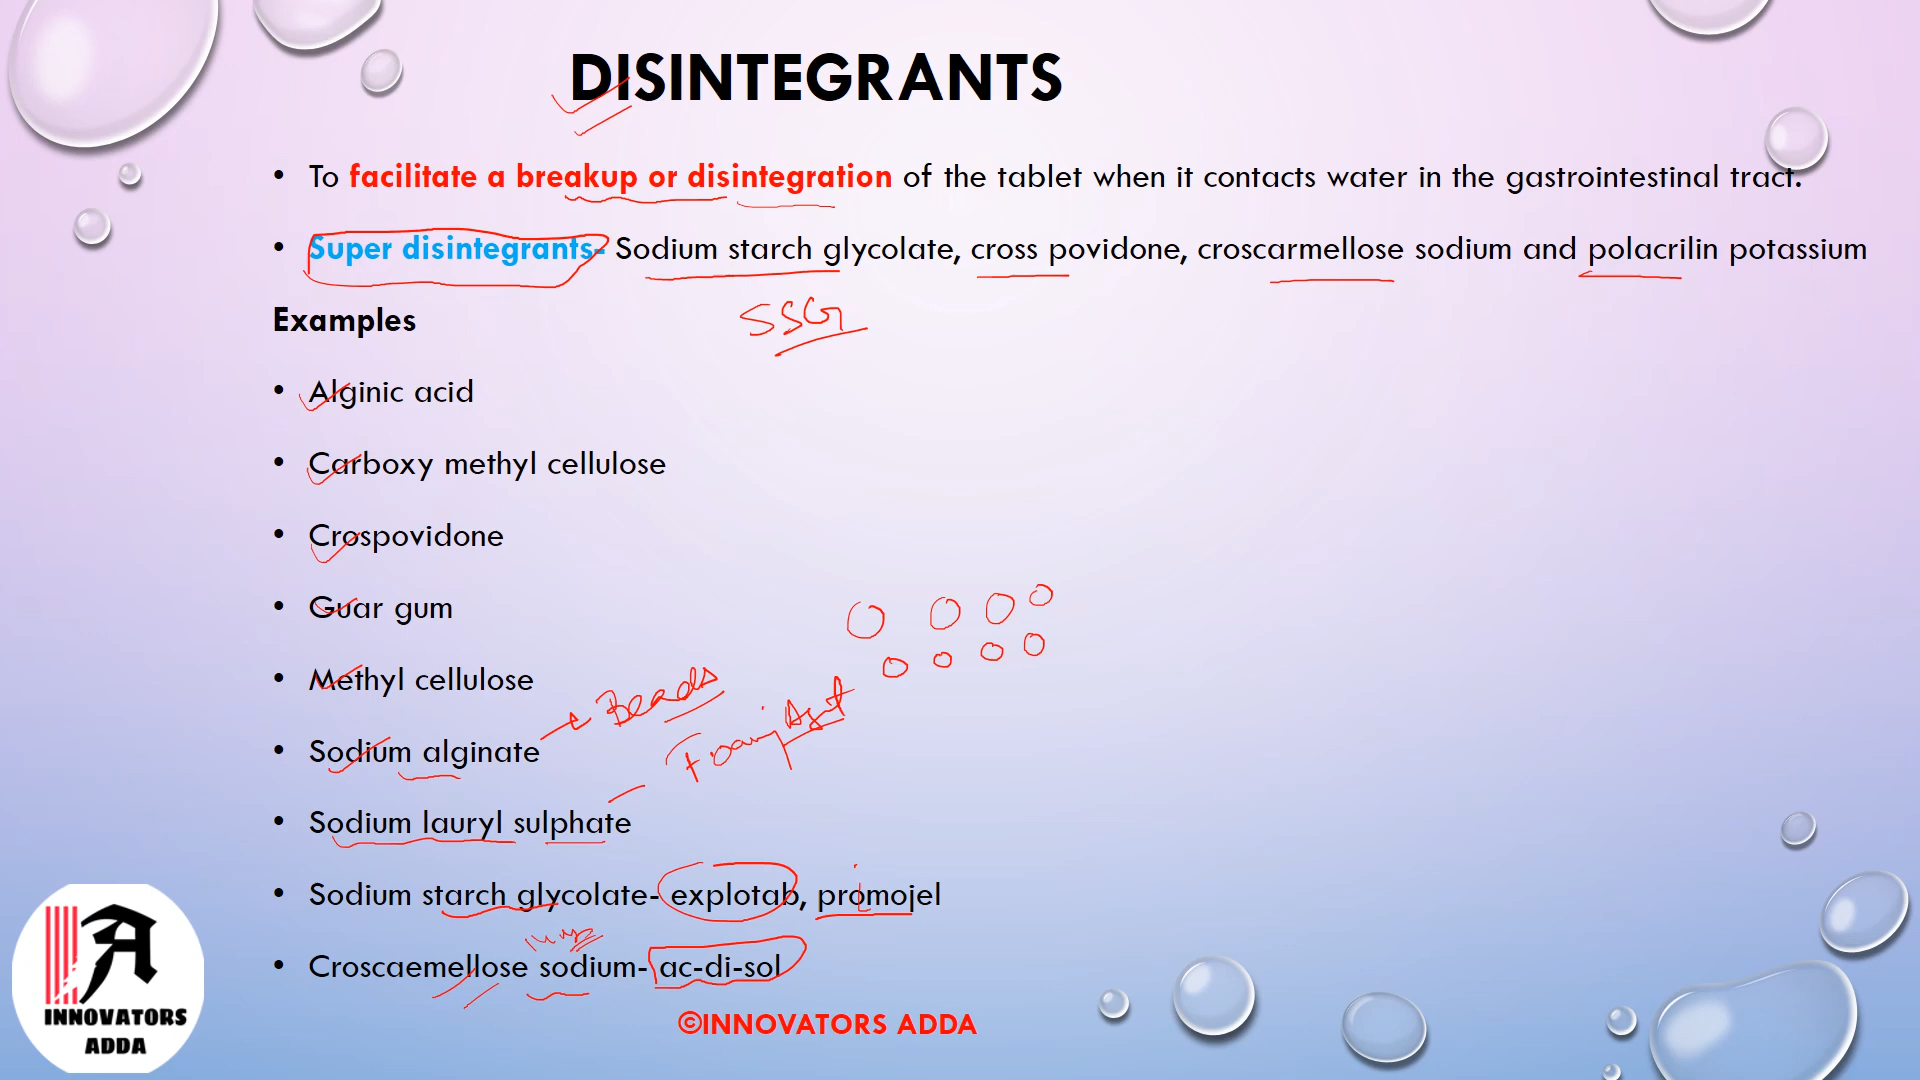 DISINTEGRANTS
• To facilitate a breakup or disintegration of the tablet when it contacts water in the gastrointestinal tract.
• Super disintegrants- Sodium starch glycolate, cross povidone, croscarmellose sodium and polacrilin potassium
SSG
Examples
• Alginic acid
• Carboxy methyl cellulose
• Crospovidone
• Guar gum
• Methyl cellulose
Beads
• Sodium alginate
• Sodium lauryl sulphate
• Sodium starch glycolate- explotab, promojel
• Croscaemellose sodium- ac-di-sol
A
INNOVATORS
ADDA
©INNOVATORS ADDA